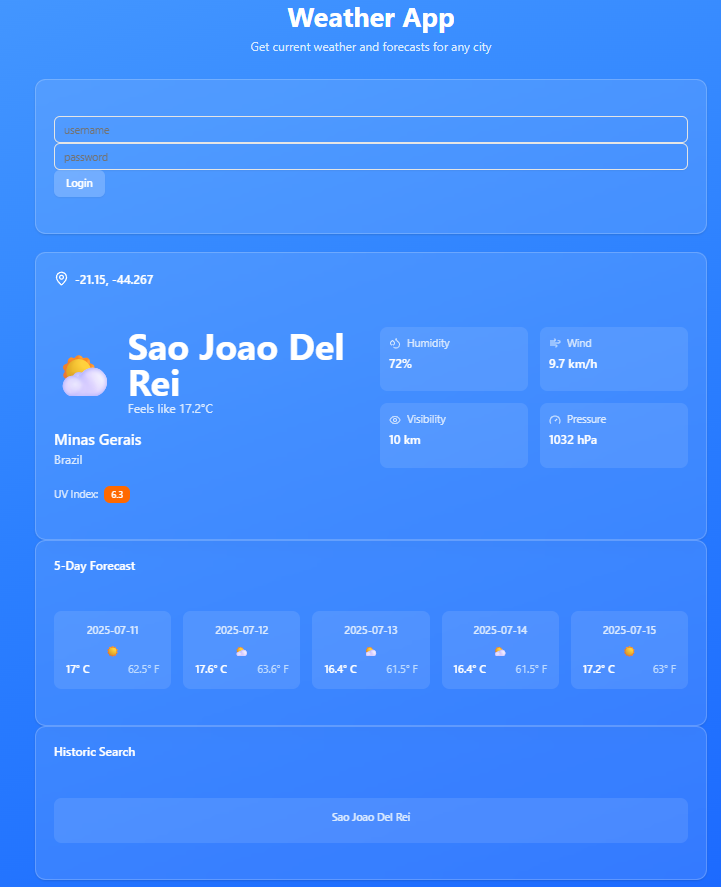 Weather App
Get current weather and forecasts for any city
username
password
Login
-21.15, -44.267
Sao Joao Del
Rei
Feels like 17.2°C
Minas Gerais
Brazil
UV Index: 6.3
Humidity
72%
Wind
9.7 km/h
Visibility
10 km
Pressure
1032 hPa
5-Day Forecast
2025-07-11
17° C 62.5° F
2025-07-12
17.6° C 63.6° F
2025-07-13
16.4° C 61.5° F
2025-07-14
16.4° C 61.5° F
2025-07-15
17.2° C 63° F
Historic Search
Sao Joao Del Rei